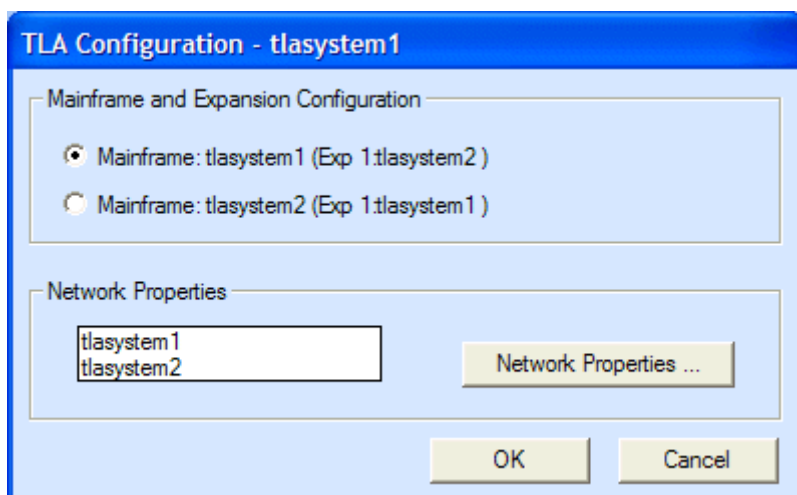 TLA Configuration - tlasystem1
Mainframe and Expansion Configuration
Mainframe: tlasystem1 (Exp 1:tlasystem2 )
Mainframe: tlasystem2 (Exp 1:tlasystem1 )
Network Properties
tlasystem1
tlasystem2
Network Properties ...
OK
Cancel